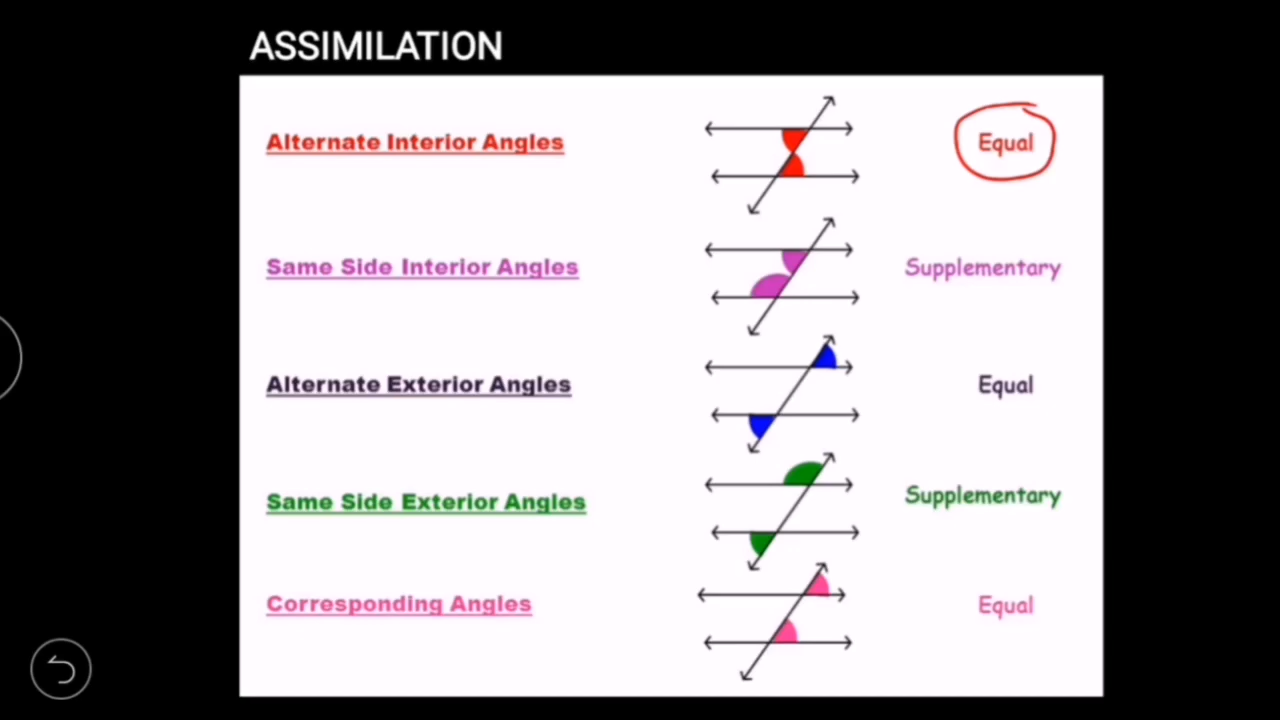 ASSIMILATION
Alternate Interior Angles
Equal
Same Side Interior Angles
Supplementary
Alternate Exterior Angles
Equal
Same Side Exterior Angles
Supplementary
Corresponding Angles
Equal